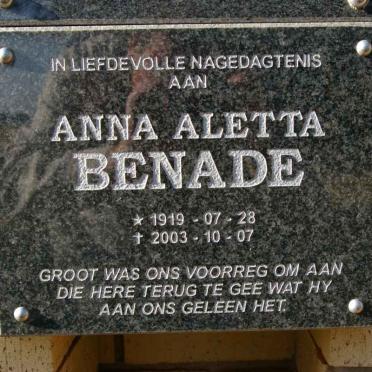 IN LIEFDEVOLLE NAGEDAGTENIS
AAN
ANNA ALETTA
BENADE
★ 1919 - 07 - 28
✝ 2003 - 10 - 07
GROOT WAS ONS VOORREG OM AAN
DIE HERE TERUG TE GEE WAT HY
AAN ONS GELEEN HET.